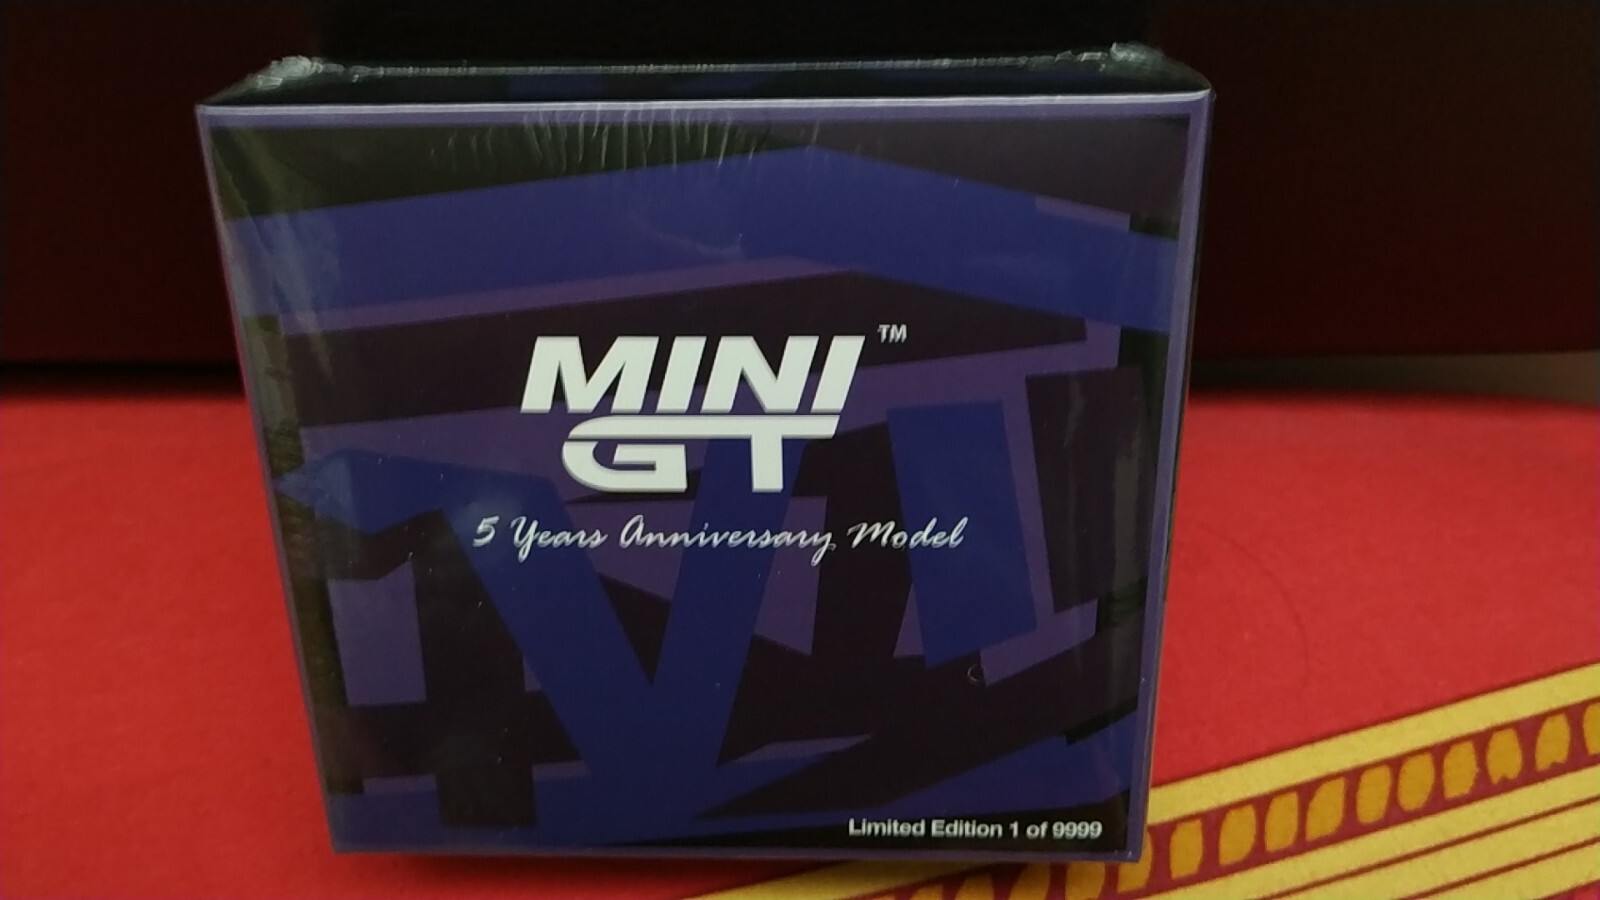 MINI
GT
TM
5 Years Anniversary Model
Limited Edition 1 of 9999